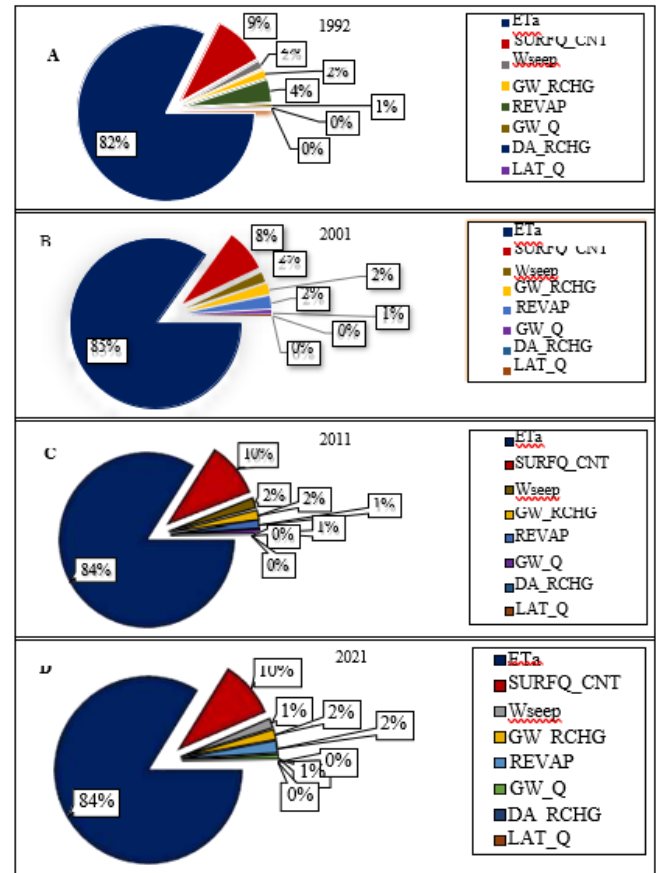 A
1992
9%
2%
4%
1%
0%
0%
82%
ETa
SURFQ_CNT
Wseep
GW_RCHG
REVAP
GW_Q
DA_RCHG
LAT_Q
B
2001
8%
2%
1%
0%
0%
85%
ETa
SURFQ_CNT
Wseep
GW_RCHG
REVAP
GW_Q
DA_RCHG
LAT_Q
C
2011
10%
2%
2%
1%
1%
0%
0%
84%
ETa
SURFQ_CNT
Wseep
GW_RCHG
REVAP
GW_Q
DA_RCHG
LAT_Q
D
2021
10%
1%
2%
2%
0%
1%
0%
84%
ETa
SURFQ_CNT
Wseep
GW_RCHG
REVAP
GW_Q
DA_RCHG
LAT_Q